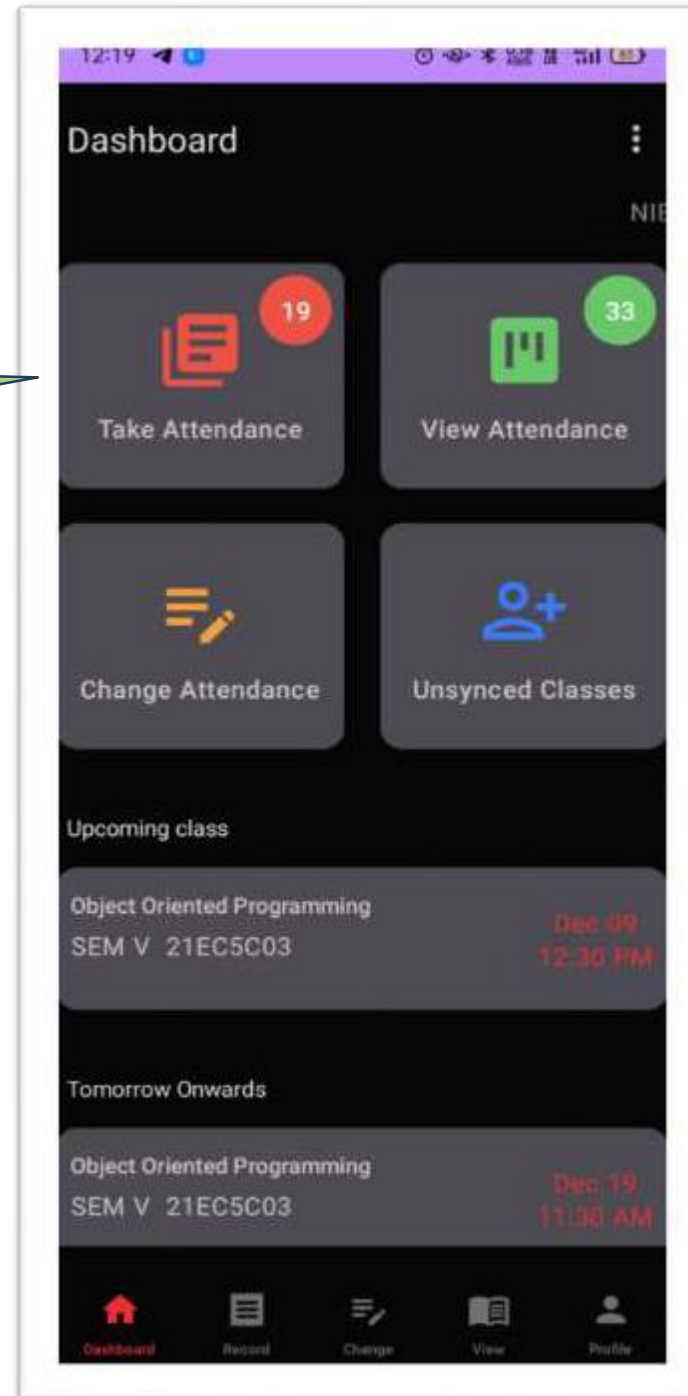 12:19
Dashboard
NIE
19
33
Take Attendance
View Attendance
Change Attendance
Unsynced Classes
Upcoming class
Object Oriented Programming
Dec 09
SEM V 21EC5C03
12:30 PM
Tomorrow Onwards
Object Oriented Programming
Dec 19
SEM V 21EC5C03
11:30 AM
Dashboard
Record
Change
View
Profile